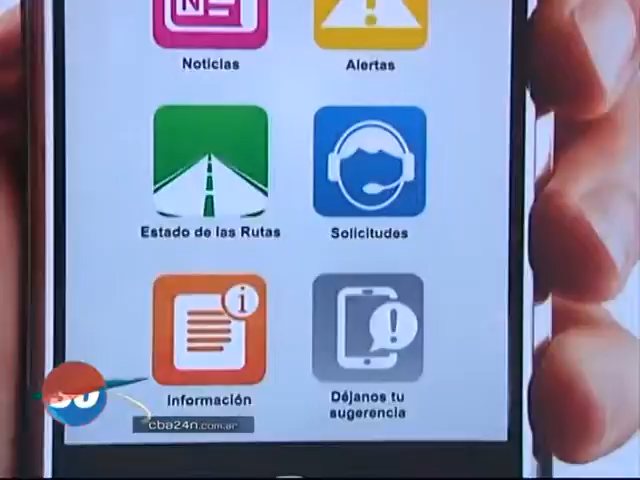 N
Noticias
Alertas
Estado de las Rutas
Solicitudes
i
Información
Déjanos tu
sugerencia
cba24n.com.ar